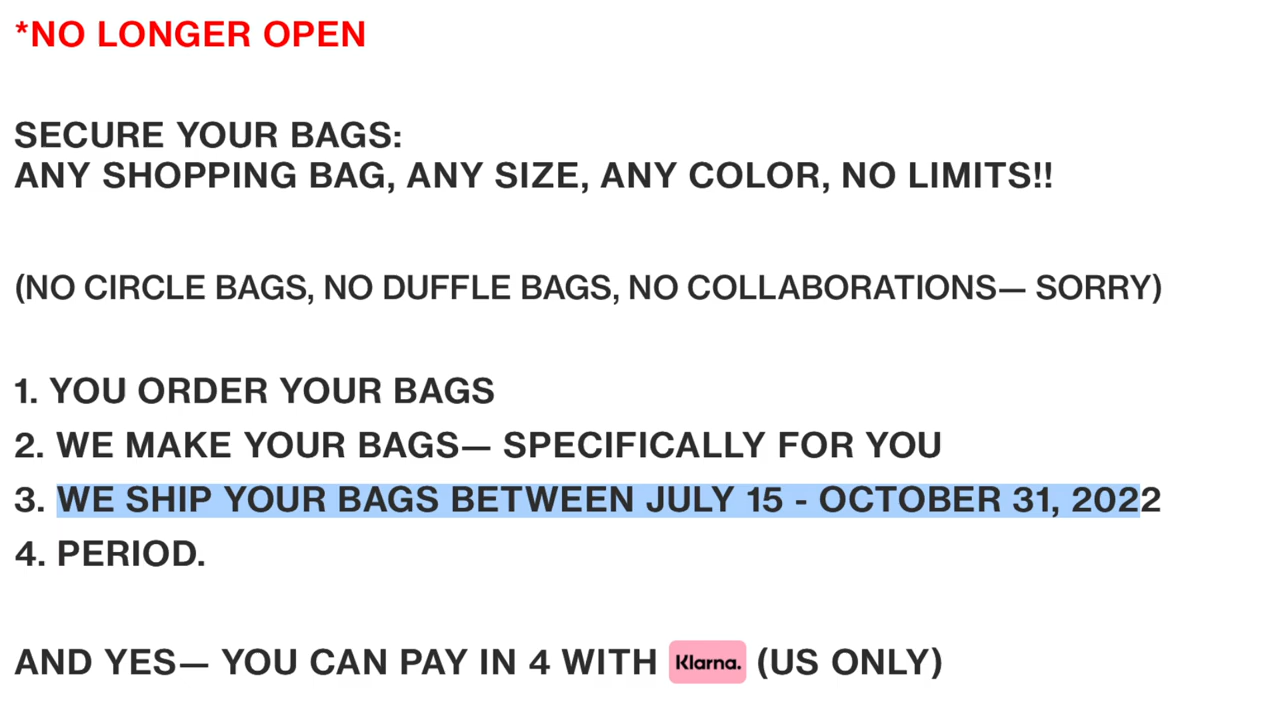 *NO LONGER OPEN
SECURE YOUR BAGS:
ANY SHOPPING BAG, ANY SIZE, ANY COLOR, NO LIMITS!!
(NO CIRCLE BAGS, NO DUFFLE BAGS, NO COLLABORATIONS— SORRY)
1. YOU ORDER YOUR BAGS
2. WE MAKE YOUR BAGS— SPECIFICALLY FOR YOU
3. WE SHIP YOUR BAGS BETWEEN JULY 15 - OCTOBER 31, 2022
4. PERIOD.
AND YES— YOU CAN PAY IN 4 WITH Klarna. (US ONLY)